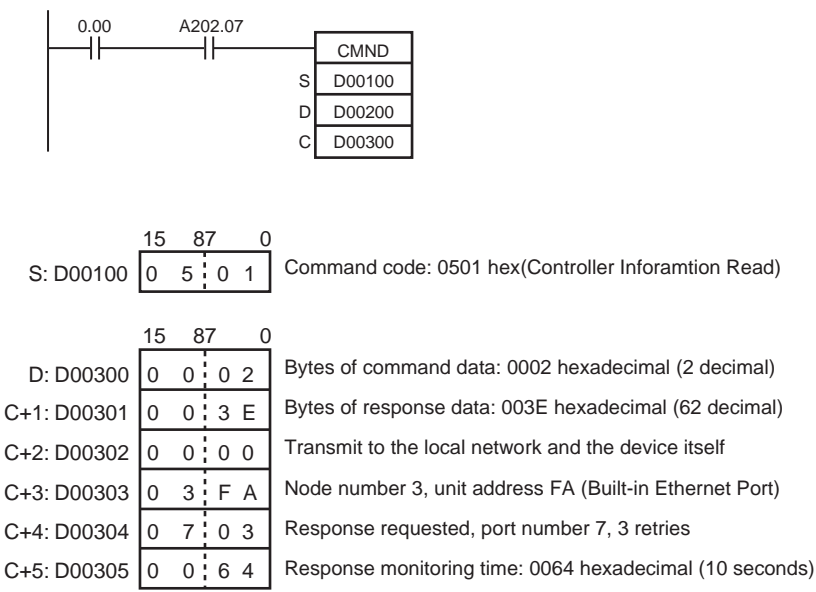 0.00 A202.07
CMND
S D00100
D D00200
C D00300
15 87 0
S: D00100 0 5 0 1 Command code: 0501 hex(Controller Inforamtion Read)
15 87 0
D: D00300 0 0 0 2 Bytes of command data: 0002 hexadecimal (2 decimal)
C+1: D00301 0 0 3 E Bytes of response data: 003E hexadecimal (62 decimal)
C+2: D00302 0 0 0 0 Transmit to the local network and the device itself
C+3: D00303 0 3 F A Node number 3, unit address FA (Built-in Ethernet Port)
C+4: D00304 0 7 0 3 Response requested, port number 7, 3 retries
C+5: D00305 0 0 6 4 Response monitoring time: 0064 hexadecimal (10 seconds)